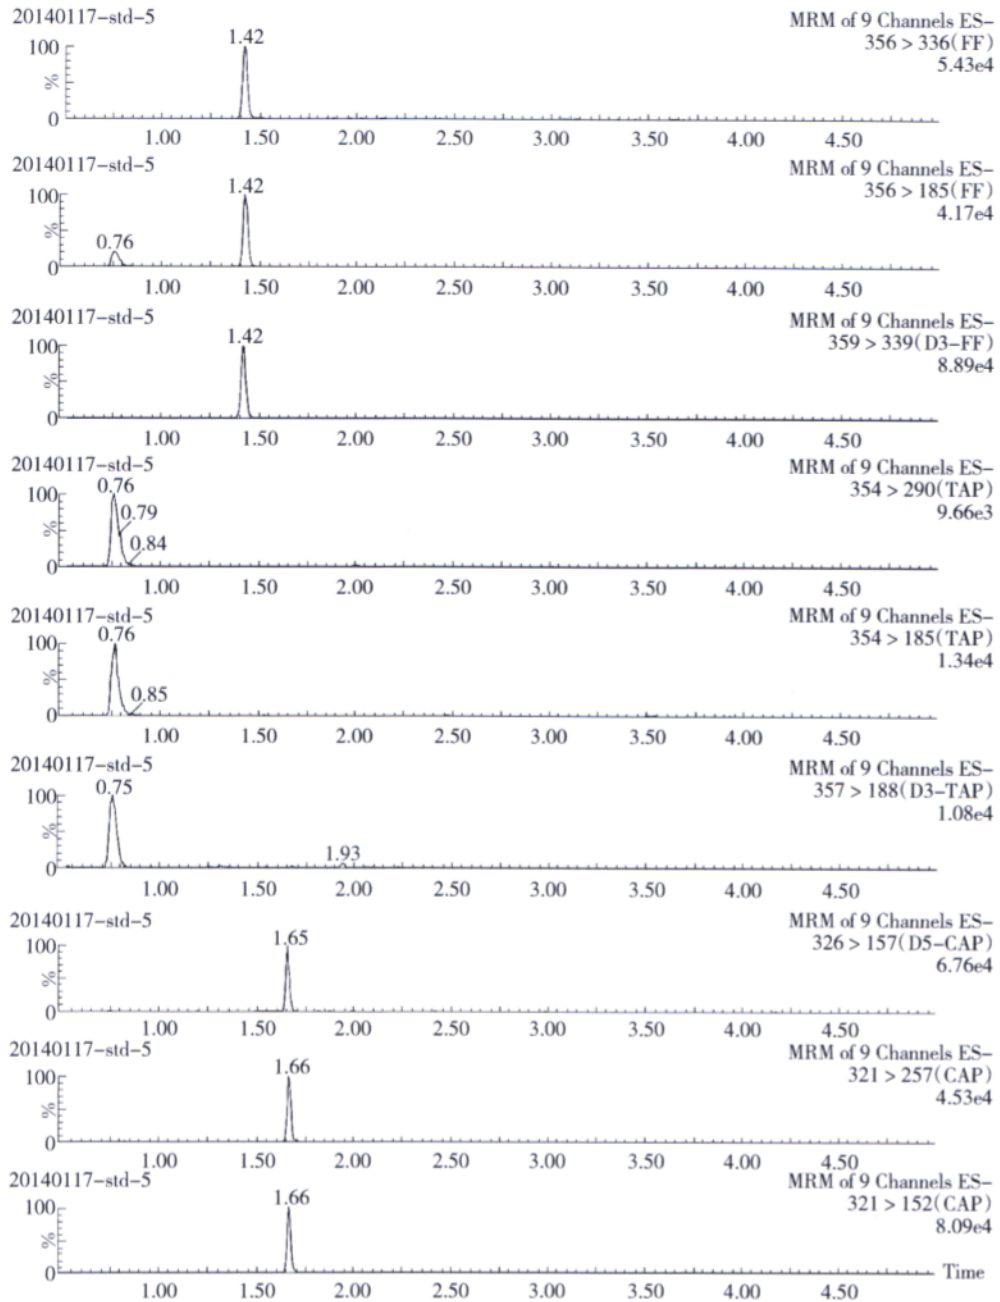 20140117-std-5
MRM of 9 Channels ES-
356 > 336(FF)
5.43e4
1.42
100
%
0
1.00 1.50 2.00 2.50 3.00 3.50 4.00 4.50
20140117-std-5
MRM of 9 Channels ES-
356 > 185(FF)
4.17e4
1.42
0.76
100
%
0
1.00 1.50 2.00 2.50 3.00 3.50 4.00 4.50
20140117-std-5
MRM of 9 Channels ES-
359 > 339(D3-FF)
8.89e4
1.42
100
%
0
1.00 1.50 2.00 2.50 3.00 3.50 4.00 4.50
20140117-std-5
MRM of 9 Channels ES-
354 > 290(TAP)
9.66e3
0.76
0.79
0.84
100
%
0
1.00 1.50 2.00 2.50 3.00 3.50 4.00 4.50
20140117-std-5
MRM of 9 Channels ES-
354 > 185(TAP)
1.34e4
0.76
0.85
100
%
0
1.00 1.50 2.00 2.50 3.00 3.50 4.00 4.50
20140117-std-5
MRM of 9 Channels ES-
357 > 188(D3-TAP)
1.08e4
0.75
1.93
100
%
0
1.00 1.50 2.00 2.50 3.00 3.50 4.00 4.50
20140117-std-5
MRM of 9 Channels ES-
326 > 157(D5-CAP)
6.76e4
1.65
100
%
0
1.00 1.50 2.00 2.50 3.00 3.50 4.00 4.50
20140117-std-5
MRM of 9 Channels ES-
321 > 257(CAP)
4.53e4
1.66
100
%
0
1.00 1.50 2.00 2.50 3.00 3.50 4.00 4.50
20140117-std-5
MRM of 9 Channels ES-
321 > 152(CAP)
8.09e4
1.66
100
%
0
Time
1.00 1.50 2.00 2.50 3.00 3.50 4.00 4.50